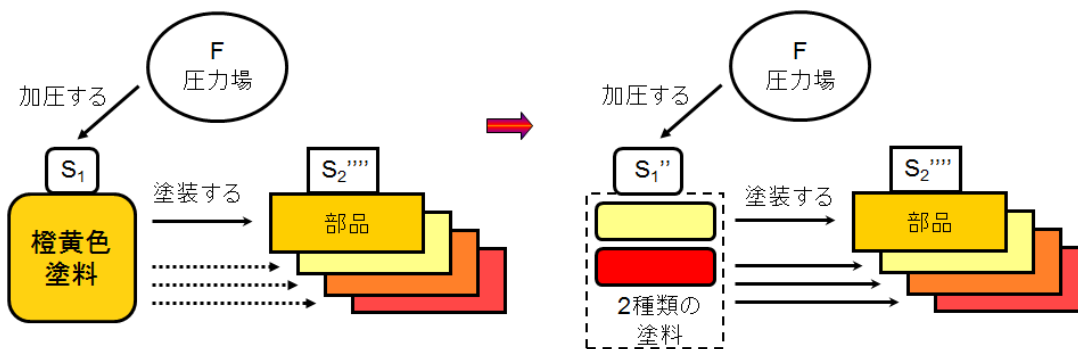 F
圧力場
加圧する
S1
S2''''
塗装する
部品
橙黄色
塗料
F
圧力場
加圧する
S1''
S2''''
塗装する
部品
2種類の
塗料